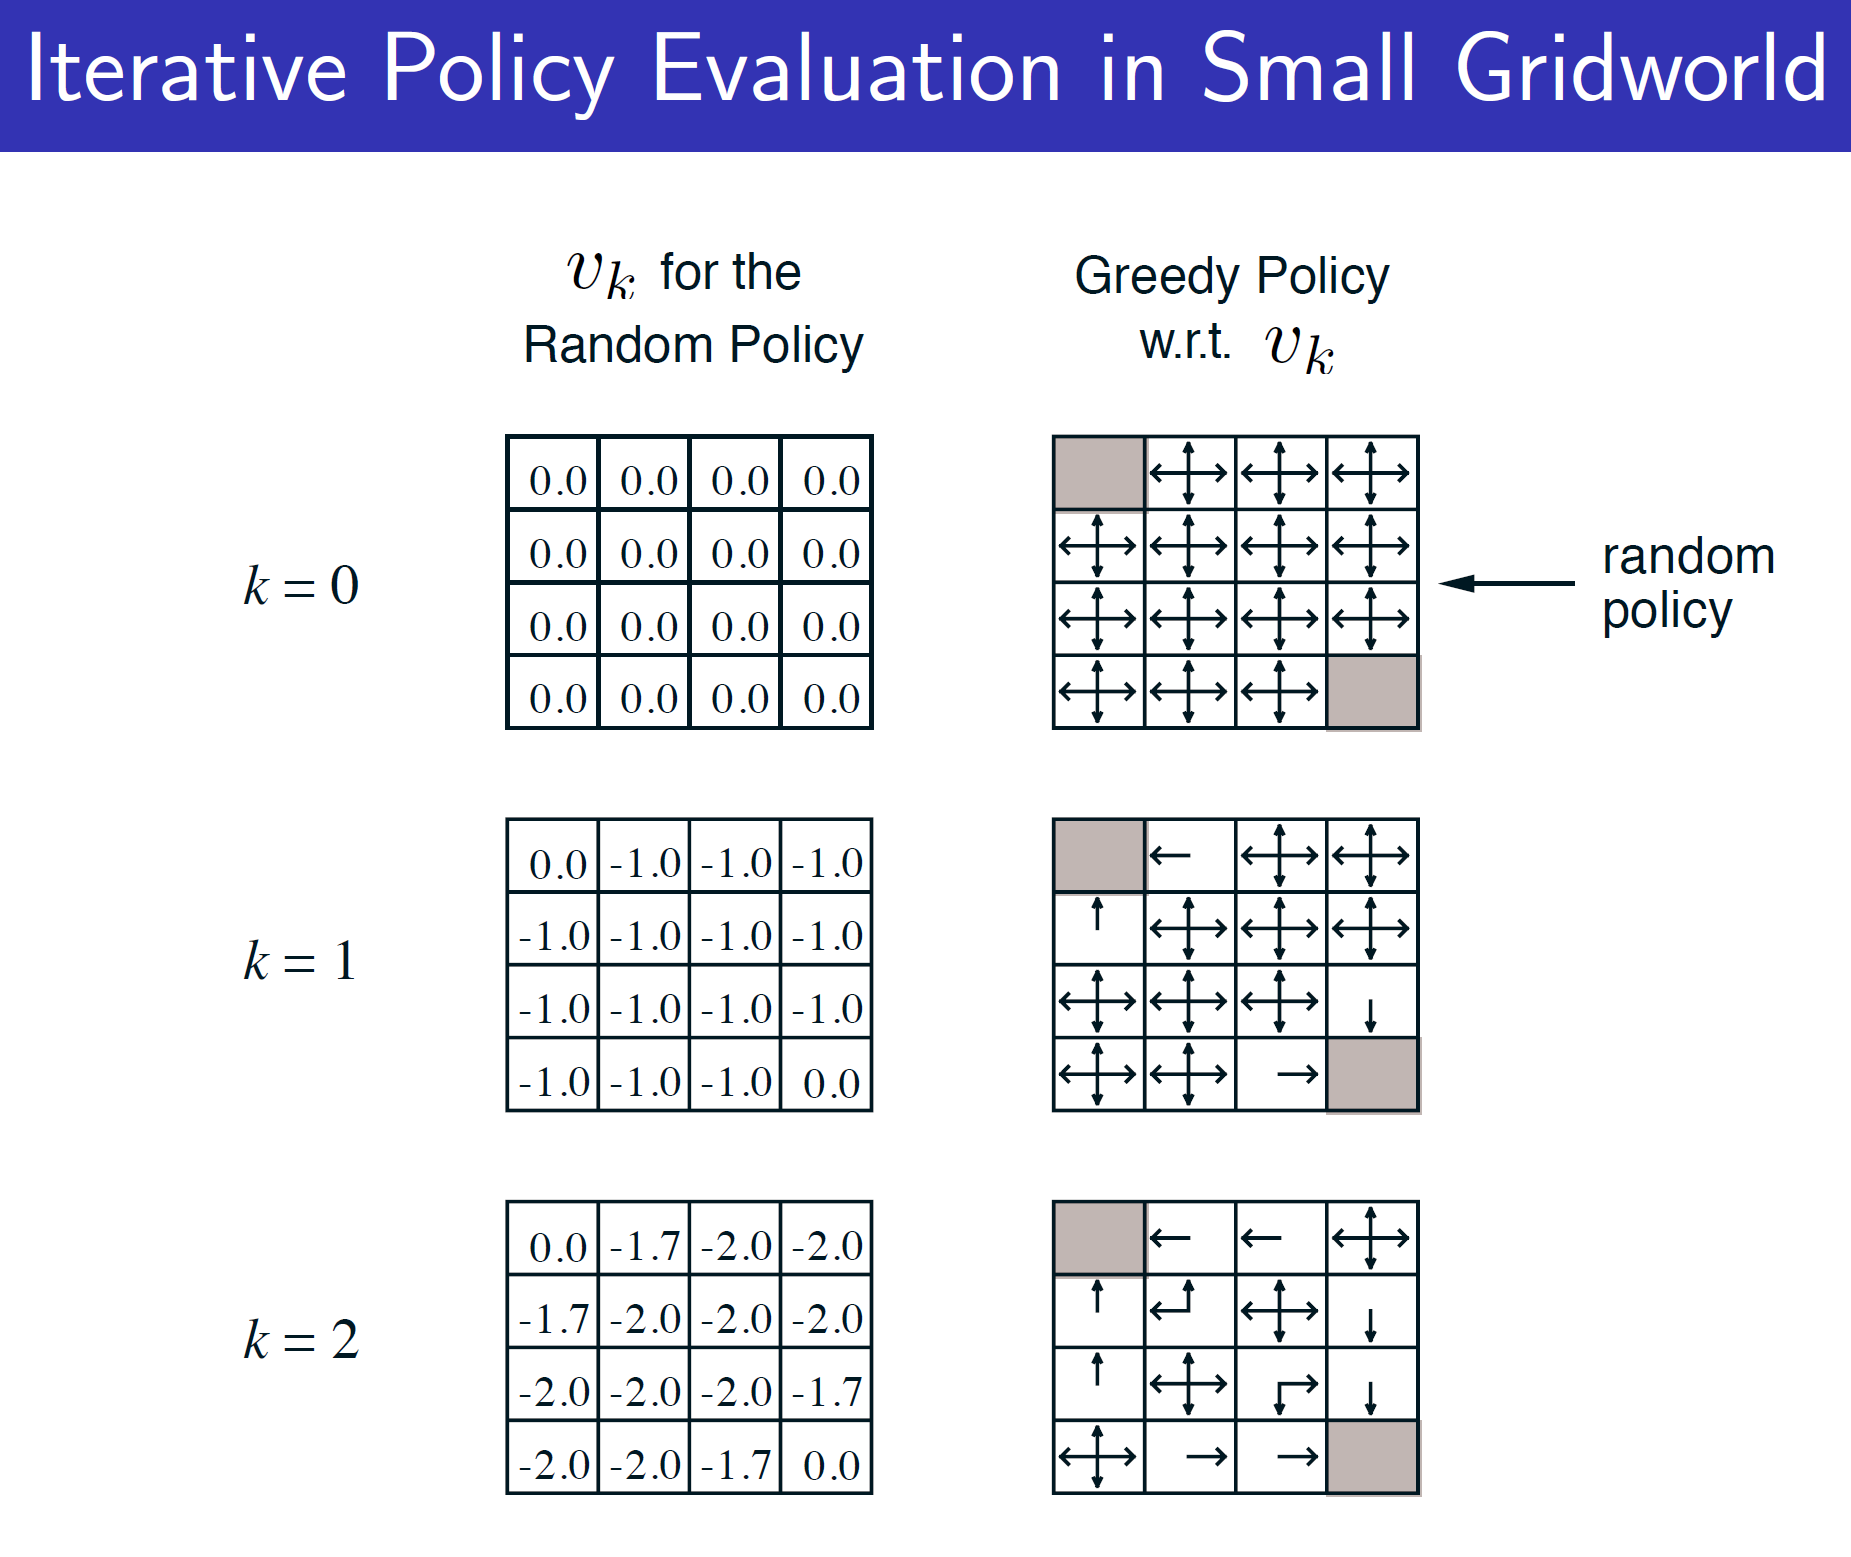 Iterative Policy Evaluation in Small Gridworld
v_k for the
Random Policy
Greedy Policy
w.r.t. v_k
k = 0
0.0 0.0 0.0 0.0
0.0 0.0 0.0 0.0
0.0 0.0 0.0 0.0
0.0 0.0 0.0 0.0
random
policy
k = 1
0.0 -1.0 -1.0 -1.0
-1.0 -1.0 -1.0 -1.0
-1.0 -1.0 -1.0 -1.0
-1.0 -1.0 -1.0 0.0
k = 2
0.0 -1.7 -2.0 -2.0
-1.7 -2.0 -2.0 -2.0
-2.0 -2.0 -2.0 -1.7
-2.0 -2.0 -1.7 0.0